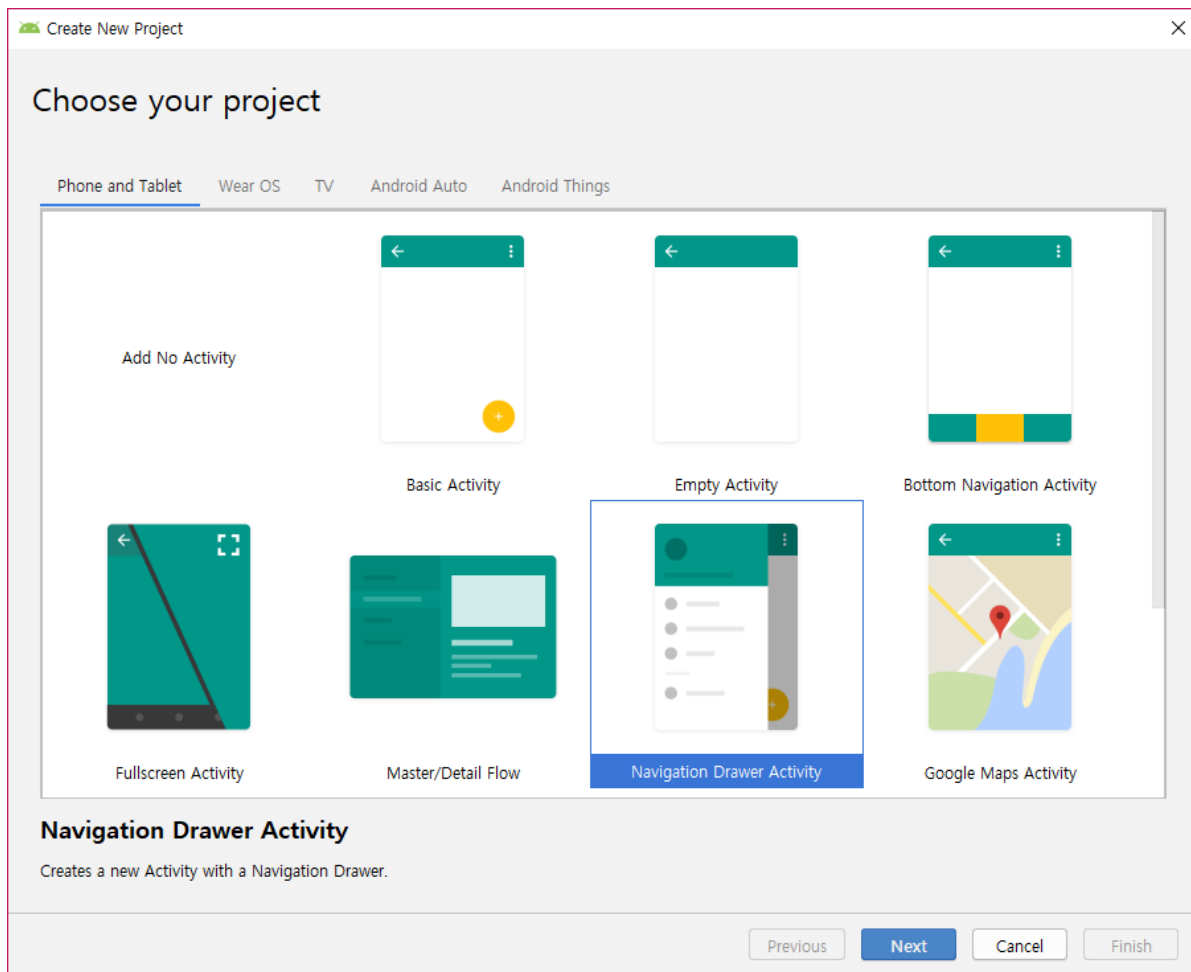 Create New Project
Choose your project
Phone and Tablet Wear OS TV Android Auto Android Things
Add No Activity
Basic Activity Empty Activity Bottom Navigation Activity
Fullscreen Activity Master/Detail Flow Navigation Drawer Activity Google Maps Activity
Navigation Drawer Activity
Creates a new Activity with a Navigation Drawer.
Previous Next Cancel Finish